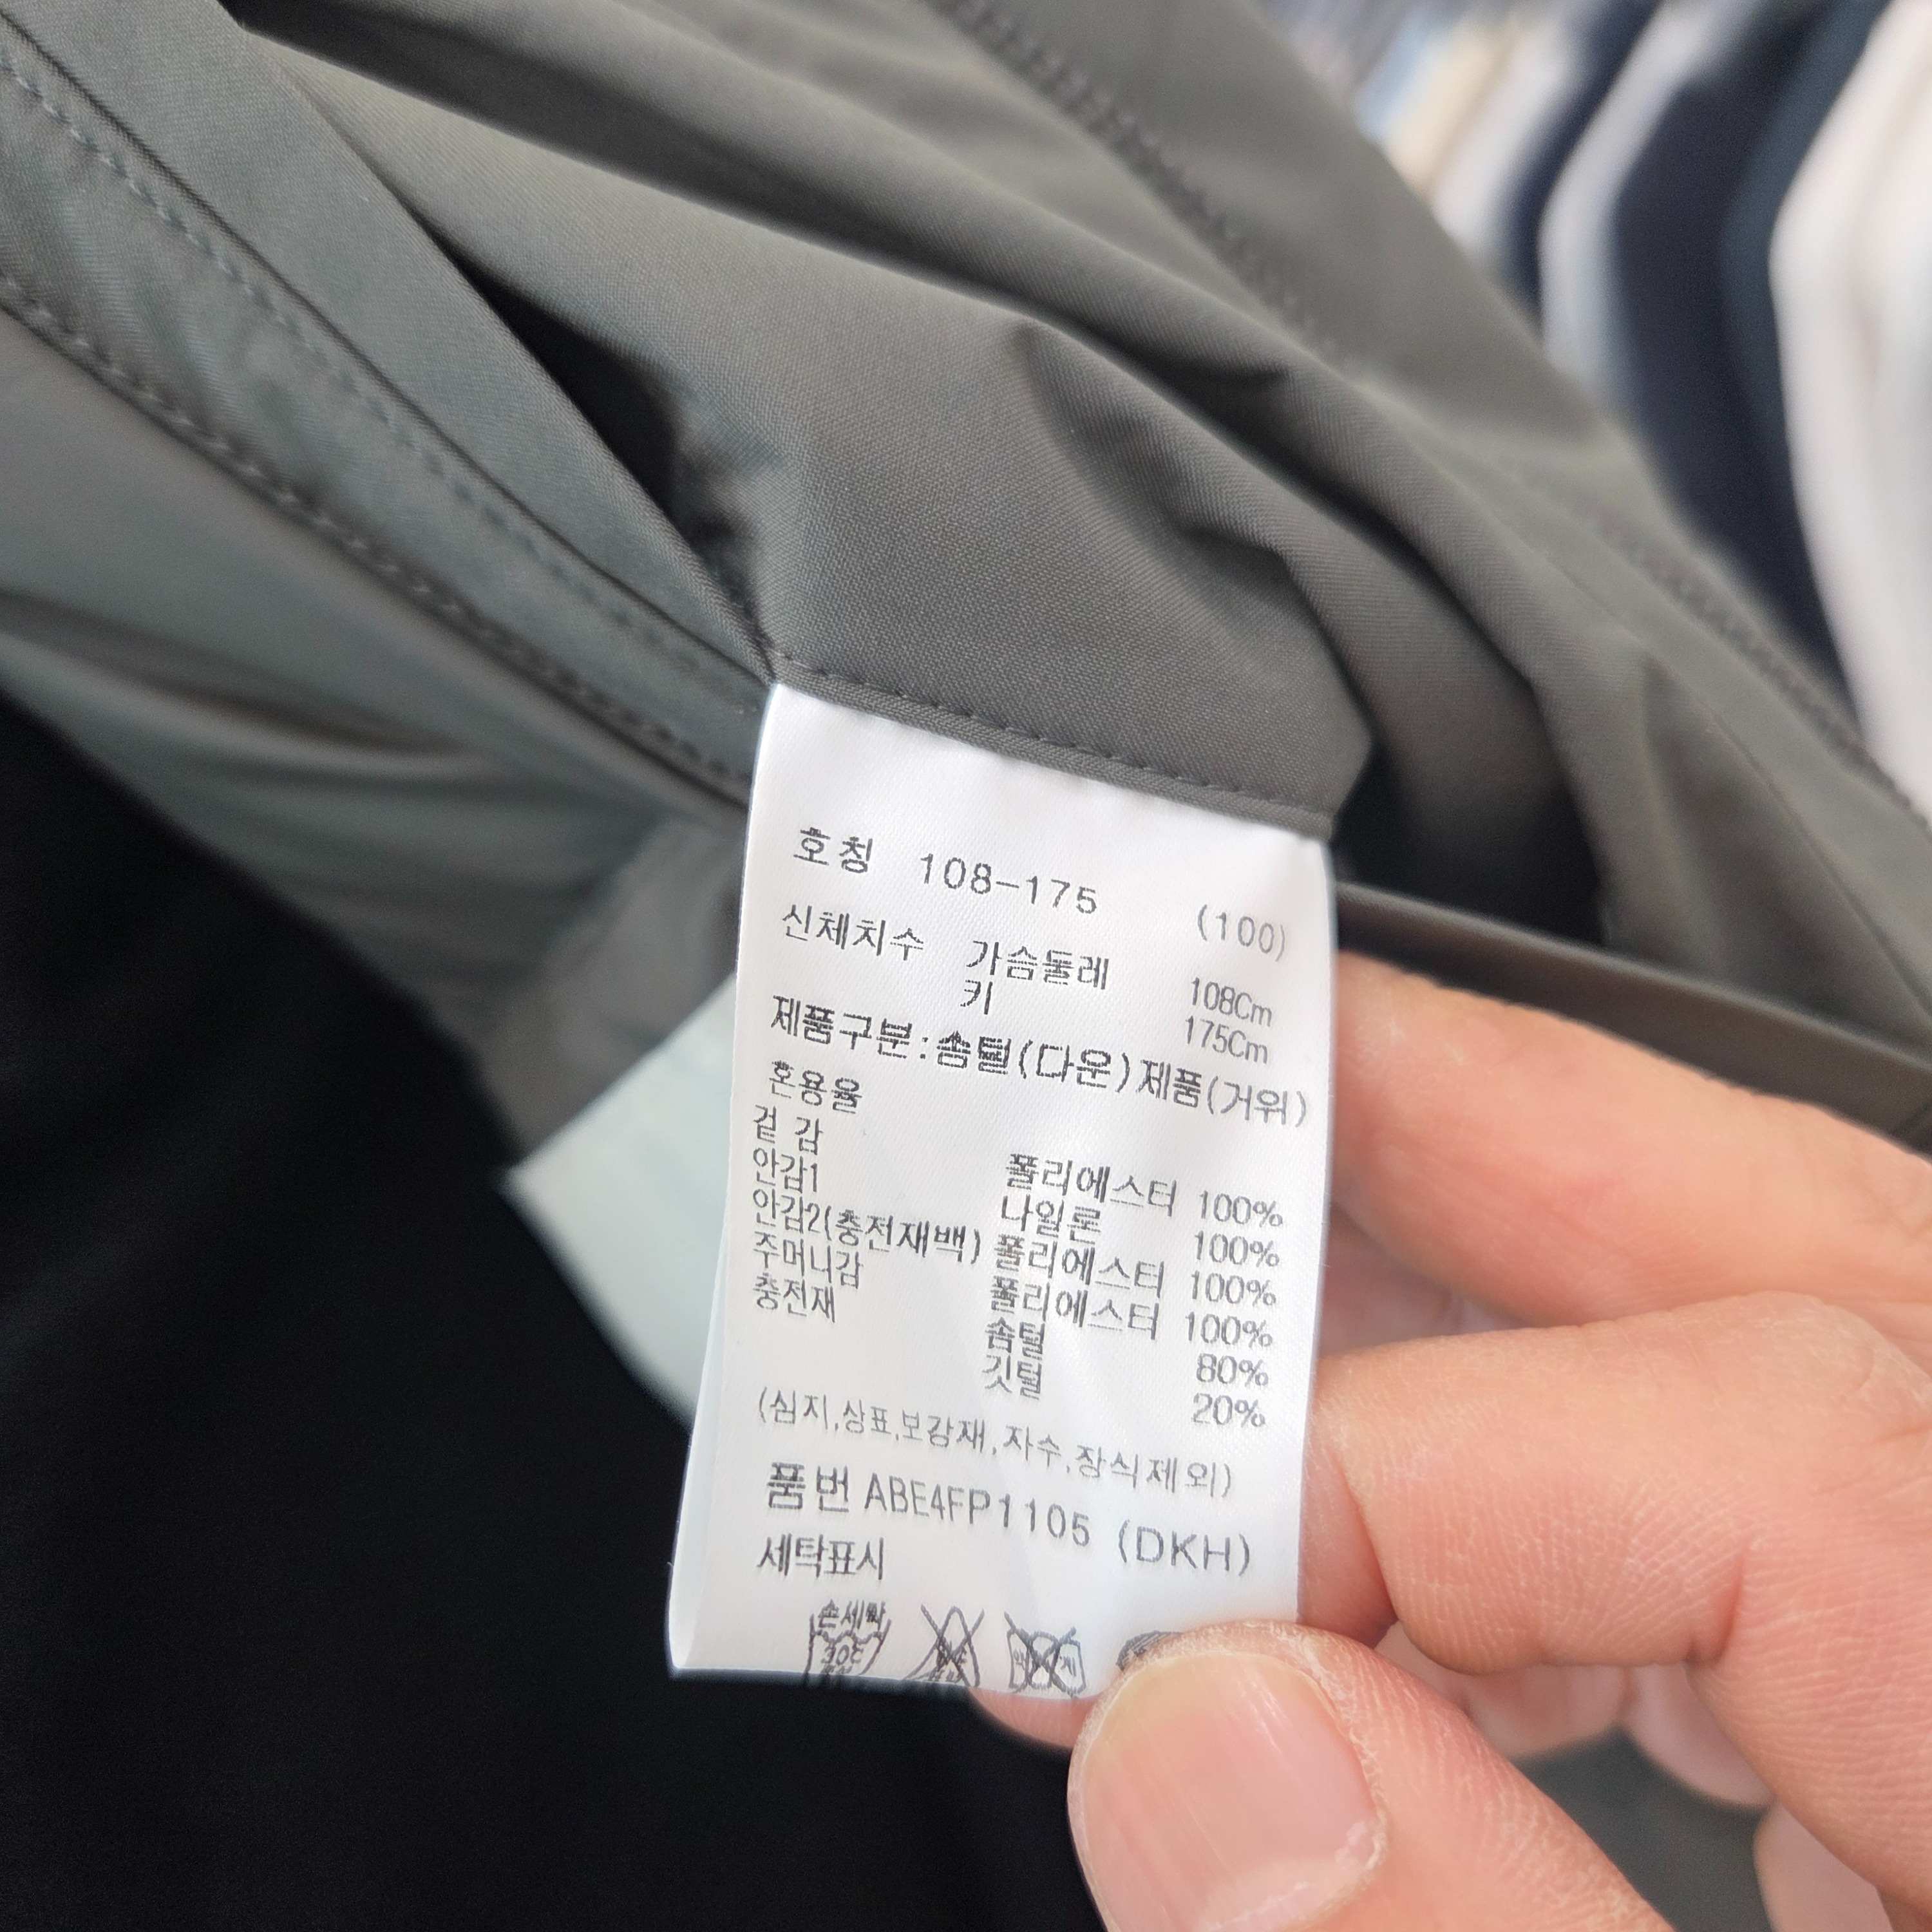 호칭 108-175 (100)
신체치수 가슴둘레 108Cm
키 175Cm
제품구분:솜털(다운)제품(거위)
혼용율
겉 감 폴리에스터 100%
안감1 나일론 100%
안감2(충전재백) 폴리에스터 100%
주머니감 폴리에스터 100%
충전재 솜털 80%
깃털 20%
(심지,상표,보강재,자수,장식제외)
품번 ABE4FP1105 (DKH)
세탁표시
손세탁
30℃